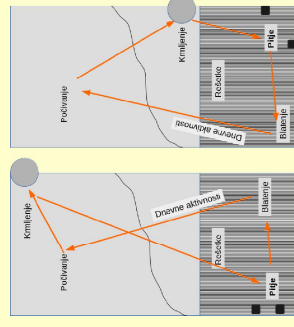 Krmljenje
Pitje
Rešetke
Počivanje
Blatenje
Dnevne aktivnosti
Blatenje
Dnevne aktivnosti
Krmljenje
Rešetke
Počivanje
Pitje